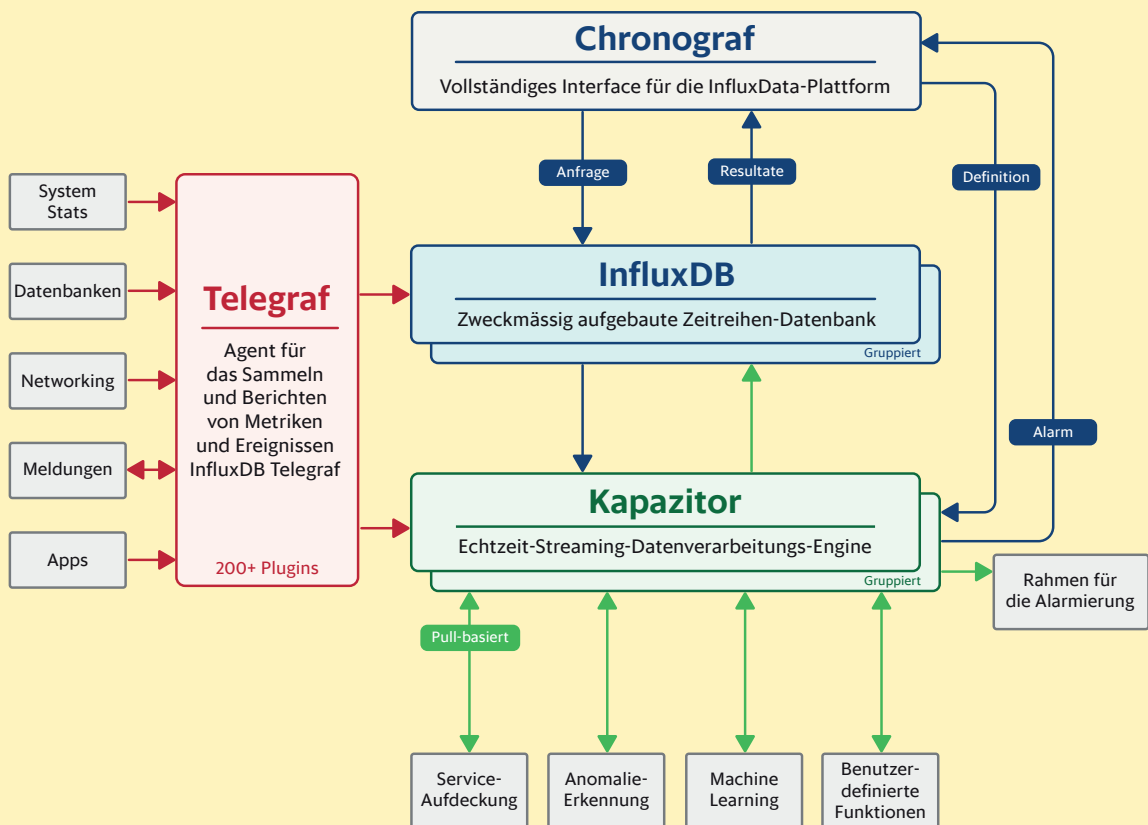 Chronograf
Vollständiges Interface für die InfluxData-Plattform
Anfrage
Resultate
Definition
System
Stats
Datenbanken
Networking
Meldungen
Apps
Telegraf
Agent für
das Sammeln
und Berichten
von Metriken
und Ereignissen
InfluxDB Telegraf
200+ Plugins
InfluxDB
Zweckmässig aufgebaute Zeitreihen-Datenbank
Gruppiert
Alarm
Kapazitor
Echtzeit-Streaming-Datenverarbeitungs-Engine
Gruppiert
Rahmen für
die Alarmierung
Pull-basiert
Service-
Aufdeckung
Anomalie-
Erkennung
Machine
Learning
Benutzer-
definierte
Funktionen